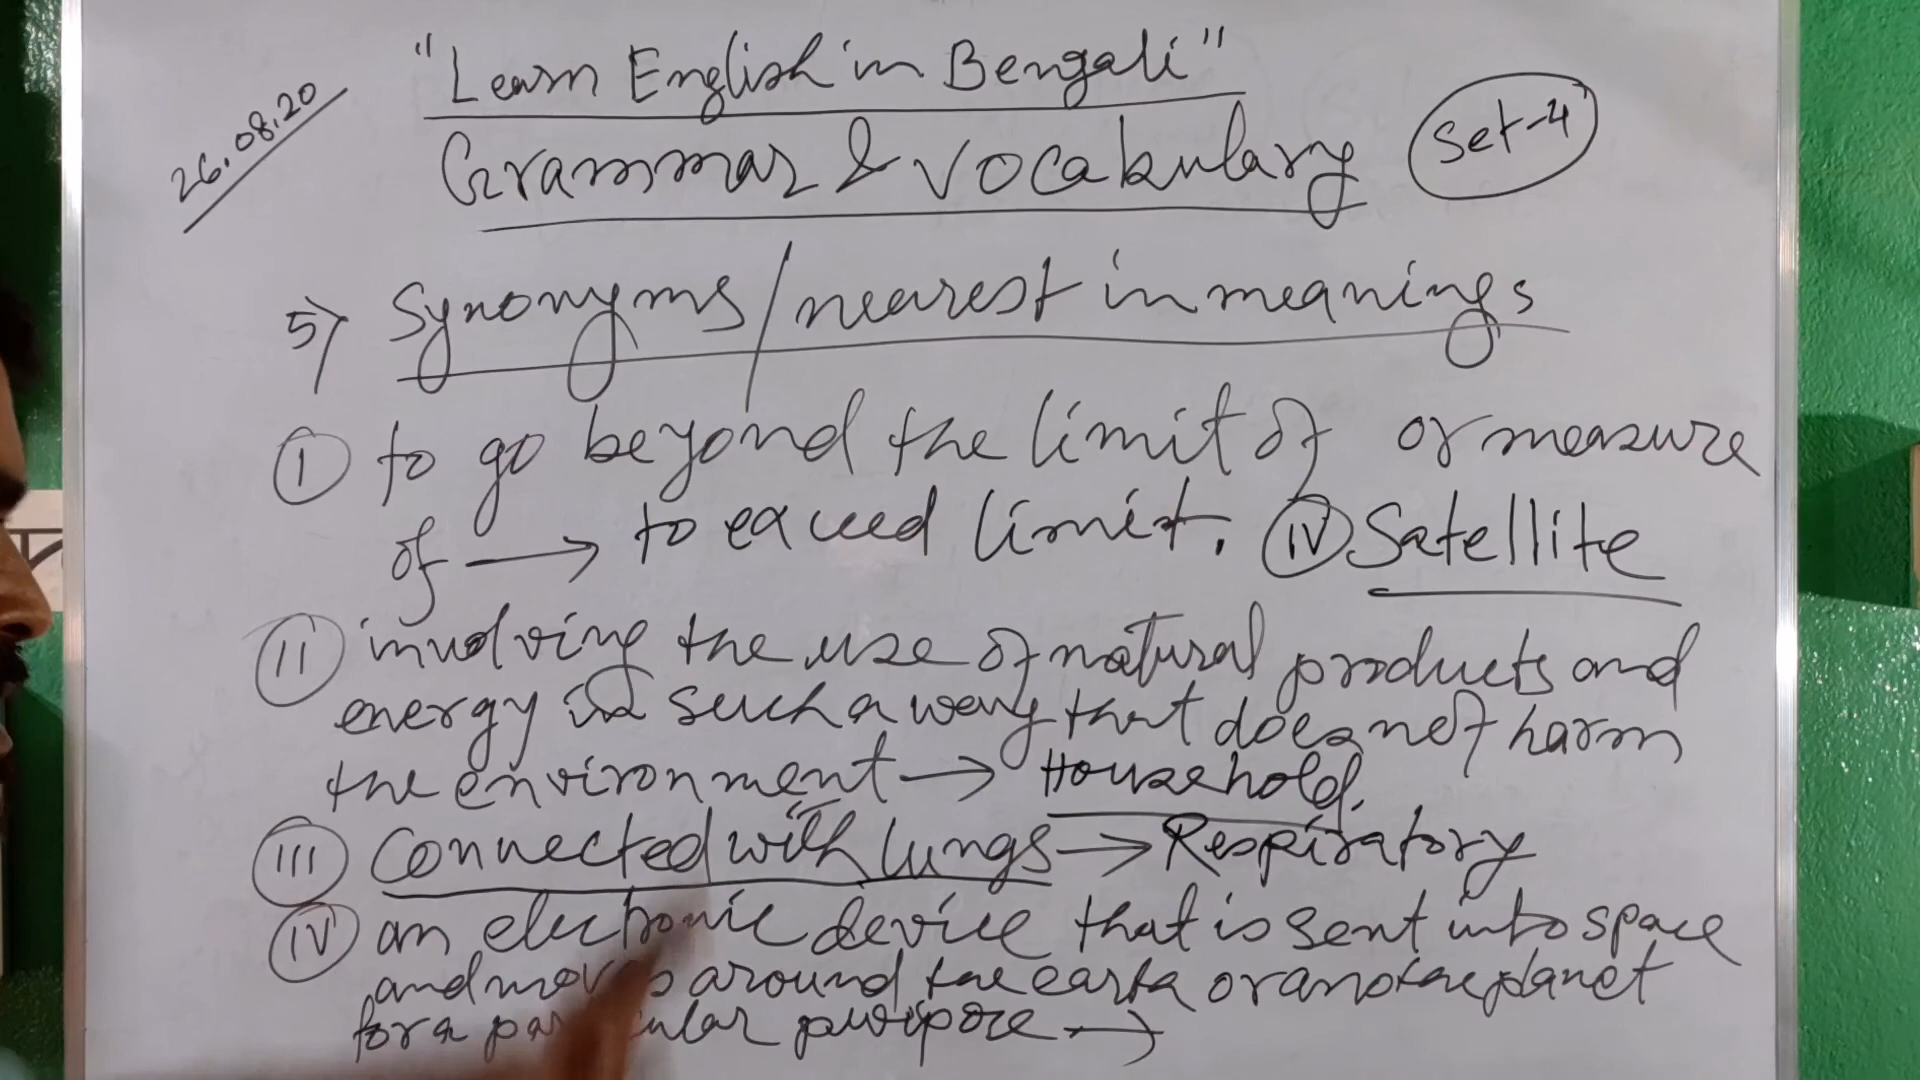 "Learn English in Bengali"
26.08.20
Grammar & Vocabulary
Set-4
5) Synonyms/nearest in meanings
I to go beyond the limit of or measure
of → to exceed limit. IV Satellite
II involving the use of natural products and
energy in such a way that does not harm
the environment → Household.
III Connected with lungs → Respiratory
IV an electronic device that is sent into space
and moves around the earth or another planet
for a particular purpose →